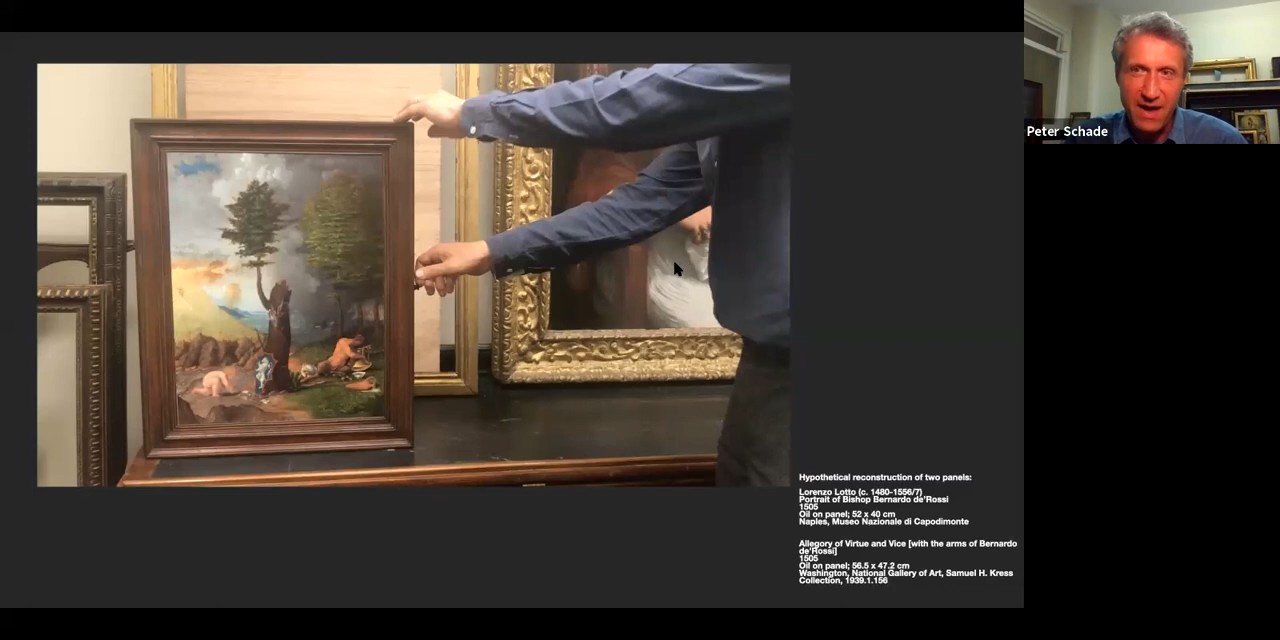 Peter Schade
Hypothetical reconstruction of two panels:
Lorenzo Lotto (c. 1480-1556/7)
Portrait of Bishop Bernardo de'Rossi
1505
Oil on panel; 52 x 40 cm
Naples, Museo Nazionale di Capodimonte
Allegory of Virtue and Vice [with the arms of Bernardo
de'Rossi]
1505
Oil on panel; 56.5 x 47.2 cm
Washington, National Gallery of Art, Samuel H. Kress
Collection, 1939.1.156